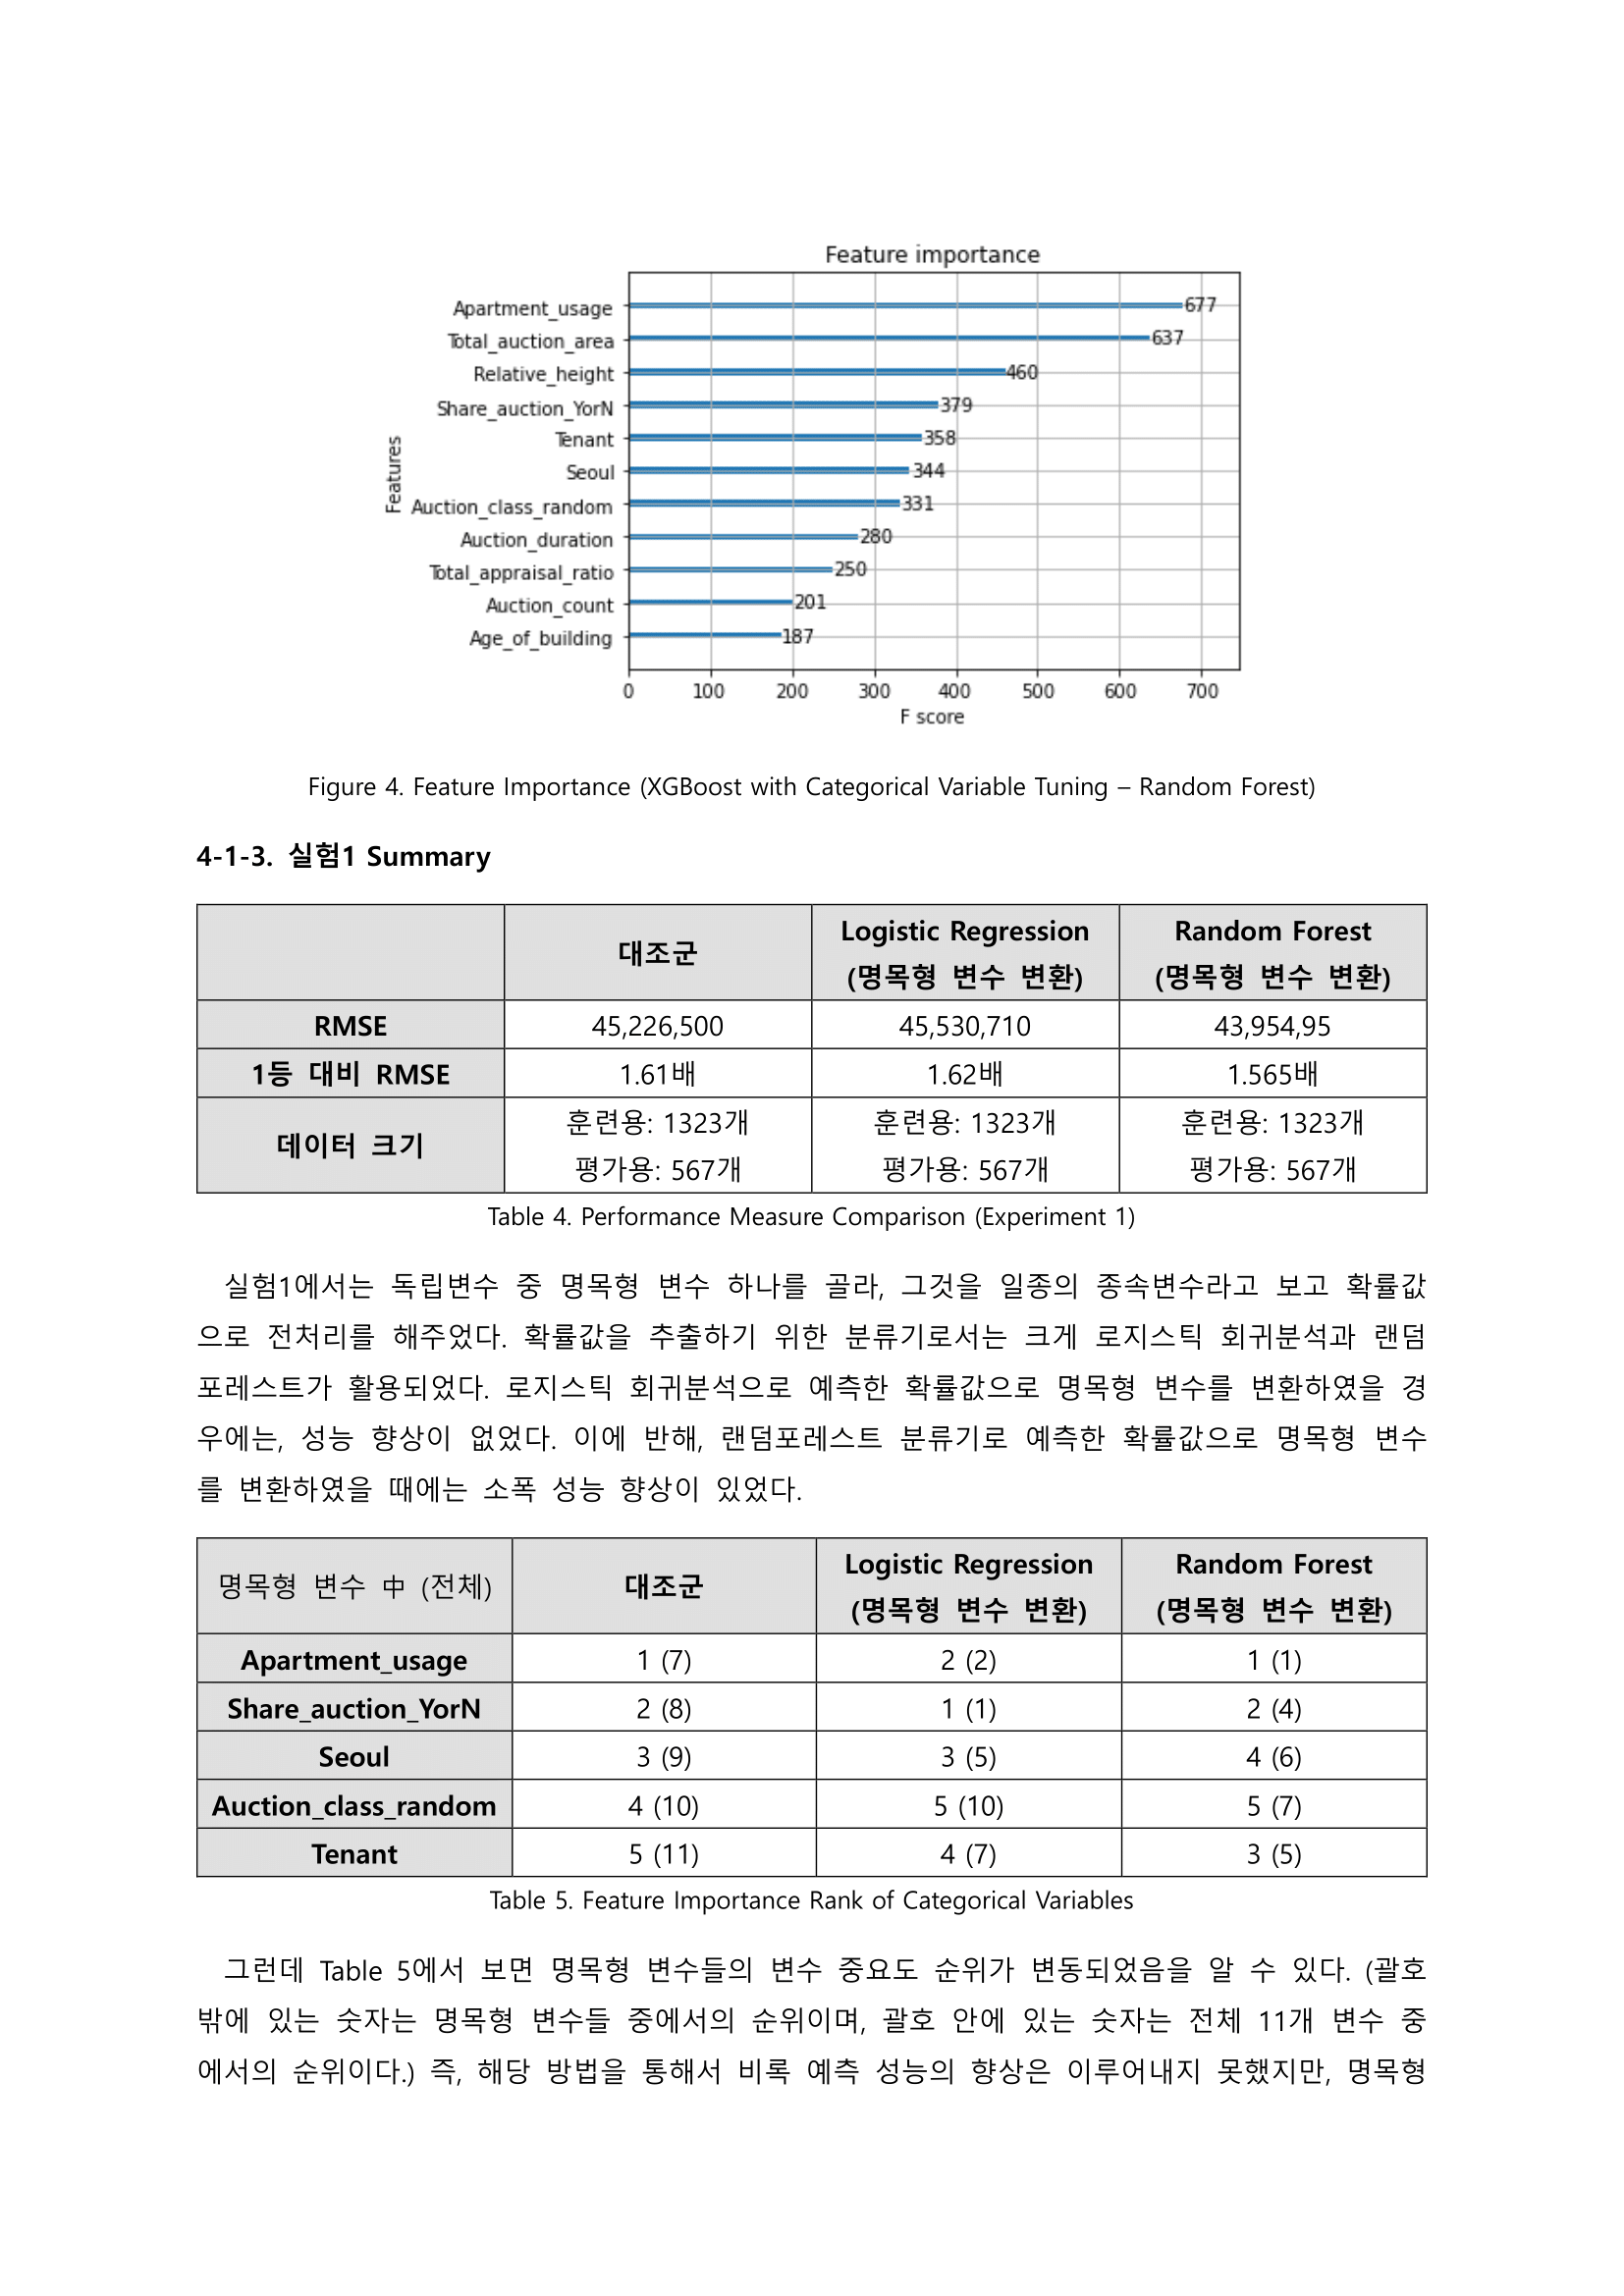 Feature importance
Features
Apartment_usage 677
Total_auction_area 637
Relative_height 460
Share_auction_YorN 379
Tenant 358
Seoul 344
Auction_class_random 331
Auction_duration 280
Total_appraisal_ratio 250
Auction_count 201
Age_of_building 187
0 100 200 300 400 500 600 700
F score
Figure 4. Feature Importance (XGBoost with Categorical Variable Tuning – Random Forest)
4-1-3. 실험1 Summary
대조군 Logistic Regression (명목형 변수 변환) Random Forest (명목형 변수 변환)
RMSE 45,226,500 45,530,710 43,954,95
1등 대비 RMSE 1.61배 1.62배 1.565배
데이터 크기 훈련용: 1323개 평가용: 567개 훈련용: 1323개 평가용: 567개 훈련용: 1323개 평가용: 567개
Table 4. Performance Measure Comparison (Experiment 1)
실험1에서는 독립변수 중 명목형 변수 하나를 골라, 그것을 일종의 종속변수라고 보고 확률값
으로 전처리를 해주었다. 확률값을 추출하기 위한 분류기로서는 크게 로지스틱 회귀분석과 랜덤
포레스트가 활용되었다. 로지스틱 회귀분석으로 예측한 확률값으로 명목형 변수를 변환하였을 경
우에는, 성능 향상이 없었다. 이에 반해, 랜덤포레스트 분류기로 예측한 확률값으로 명목형 변수
를 변환하였을 때에는 소폭 성능 향상이 있었다.
명목형 변수 中 (전체) 대조군 Logistic Regression (명목형 변수 변환) Random Forest (명목형 변수 변환)
Apartment_usage 1 (7) 2 (2) 1 (1)
Share_auction_YorN 2 (8) 1 (1) 2 (4)
Seoul 3 (9) 3 (5) 4 (6)
Auction_class_random 4 (10) 5 (10) 5 (7)
Tenant 5 (11) 4 (7) 3 (5)
Table 5. Feature Importance Rank of Categorical Variables
그런데 Table 5에서 보면 명목형 변수들의 변수 중요도 순위가 변동되었음을 알 수 있다. (괄호
밖에 있는 숫자는 명목형 변수들 중에서의 순위이며, 괄호 안에 있는 숫자는 전체 11개 변수 중
에서의 순위이다.) 즉, 해당 방법을 통해서 비록 예측 성능의 향상은 이루어내지 못했지만, 명목형